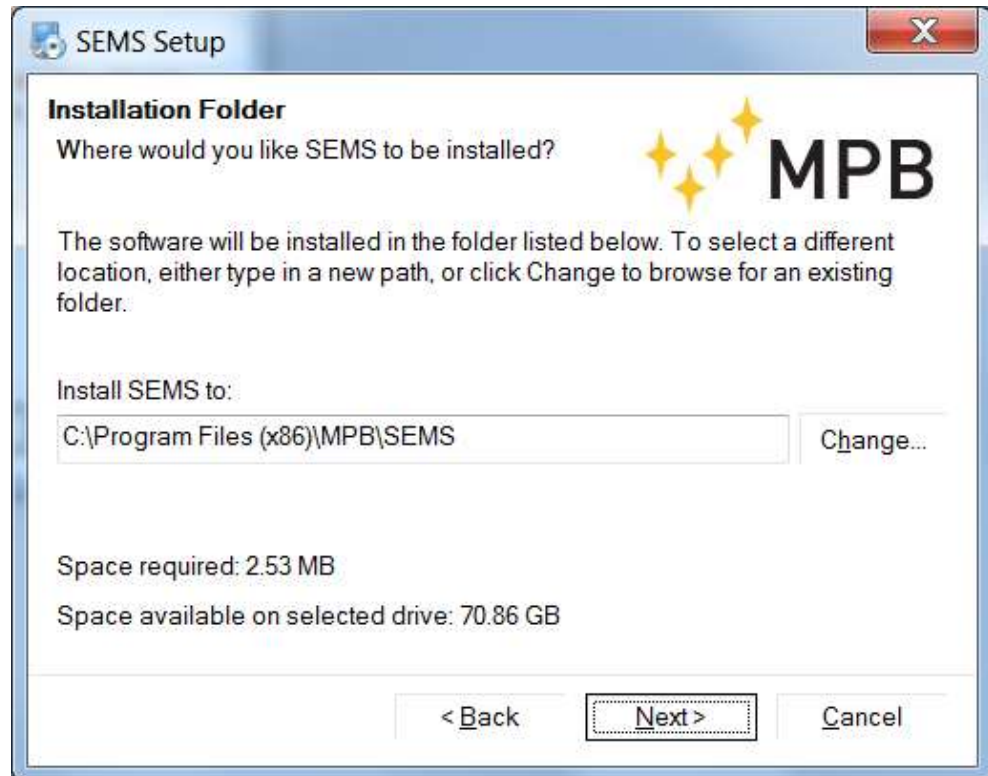 SEMS Setup
Installation Folder
Where would you like SEMS to be installed?
MPB
The software will be installed in the folder listed below. To select a different
location, either type in a new path, or click Change to browse for an existing
folder.
Install SEMS to:
C:\Program Files (x86)\MPB\SEMS
Change...
Space required: 2.53 MB
Space available on selected drive: 70.86 GB
< Back Next > Cancel